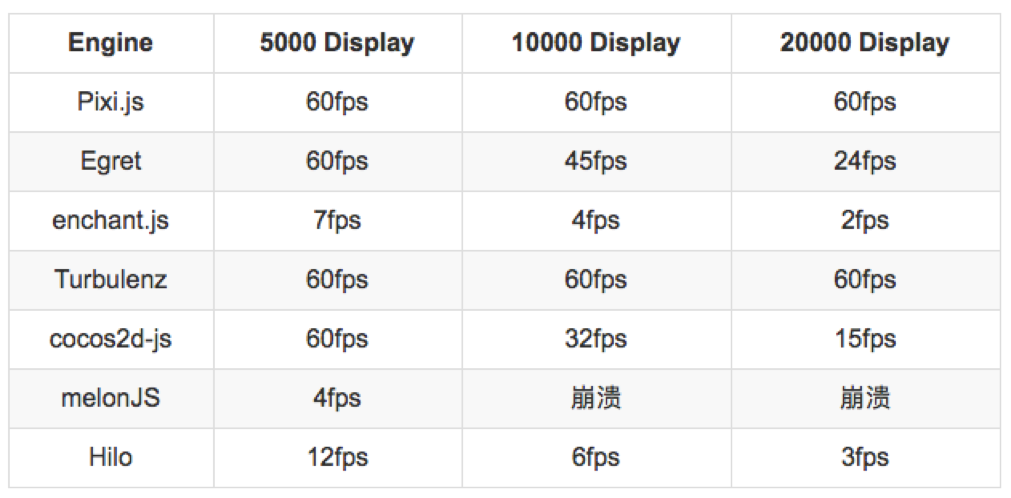 Engine 5000 Display 10000 Display 20000 Display
Pixi.js 60fps 60fps 60fps
Egret 60fps 45fps 24fps
enchant.js 7fps 4fps 2fps
Turbulenz 60fps 60fps 60fps
cocos2d-js 60fps 32fps 15fps
melonJS 4fps 崩溃 崩溃
Hilo 12fps 6fps 3fps